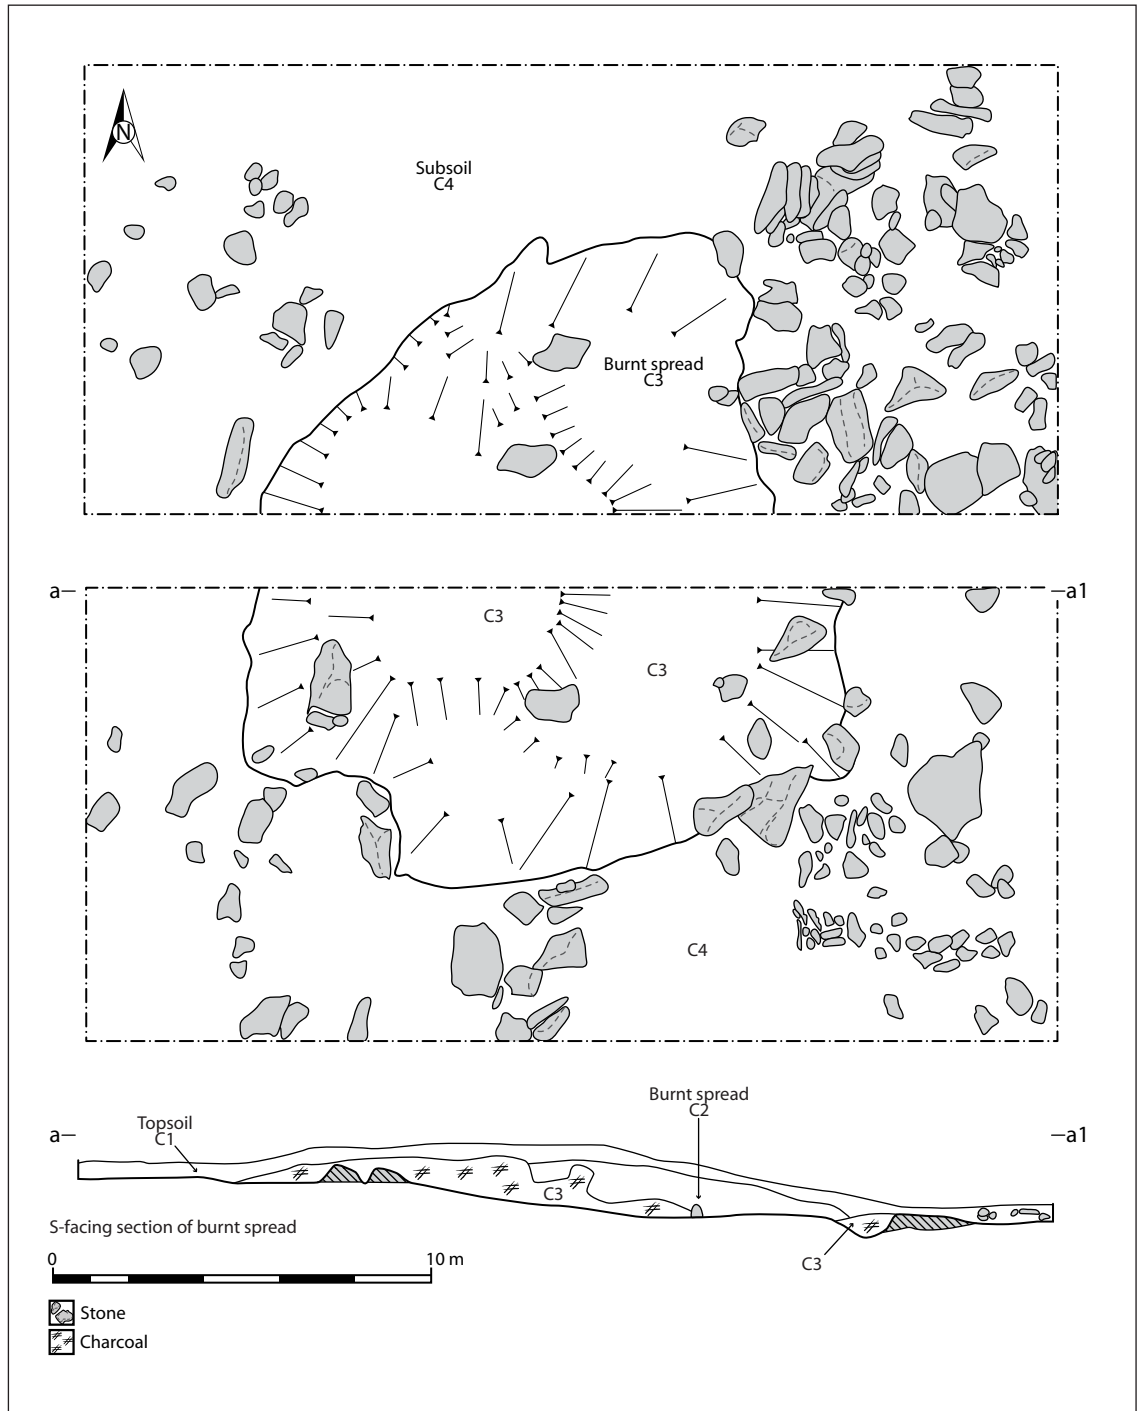 N
Subsoil
C4
Burnt spread
C3
a
a1
C3
C3
C4
Burnt spread
C2
Topsoil
C1
a
a1
C3
C3
S-facing section of burnt spread
0
10 m
Stone
Charcoal